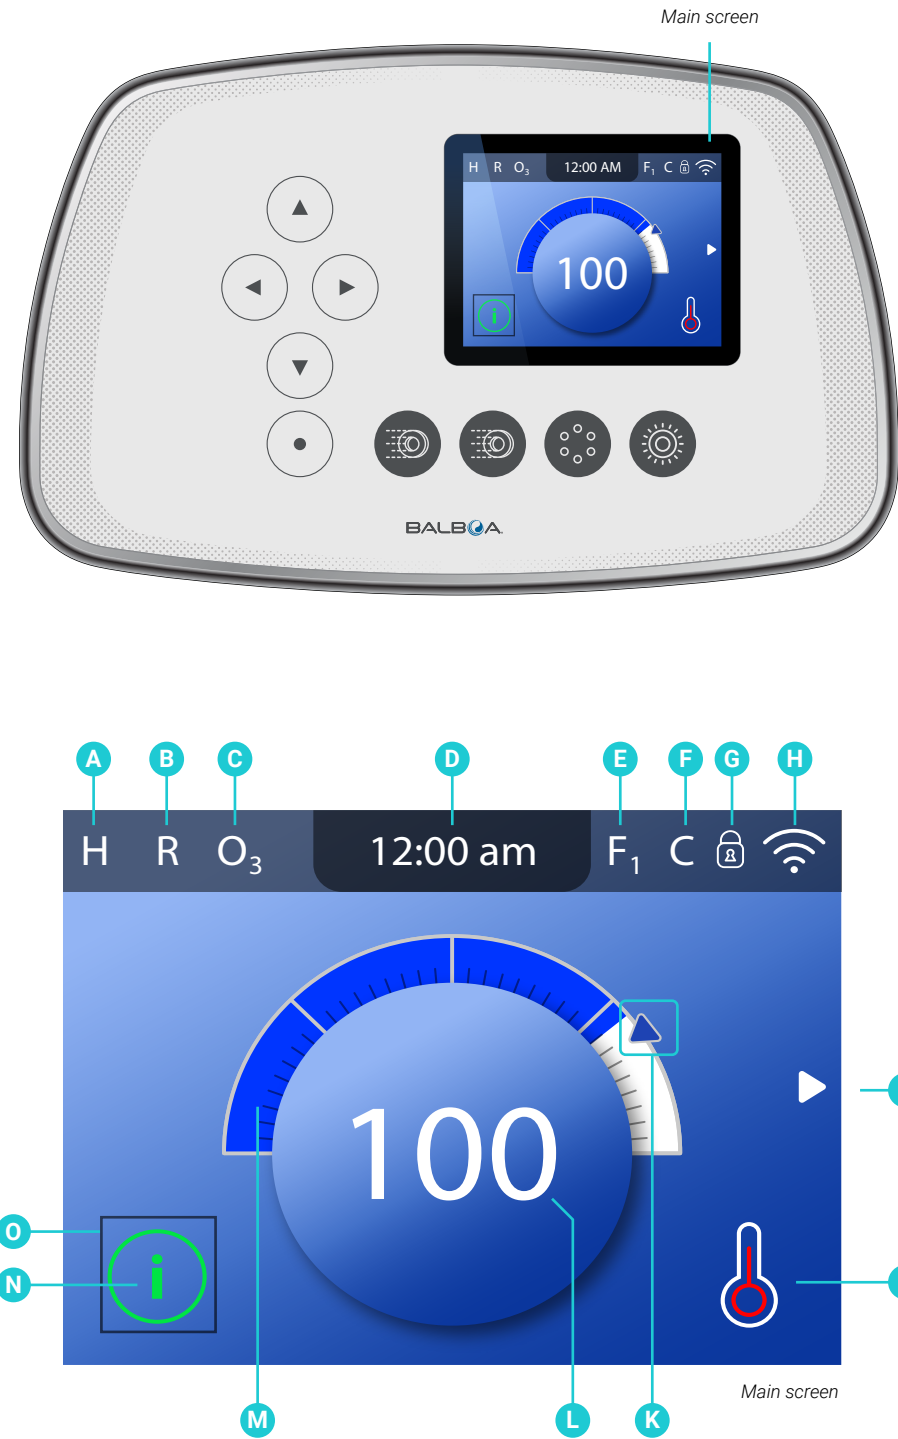 Main screen
H R O3 12:00 AM F1 C
100
i
BALBOA
A B C D E F G H
H R O3 12:00 am F1 C
100
O
N
i
Main screen
M L K